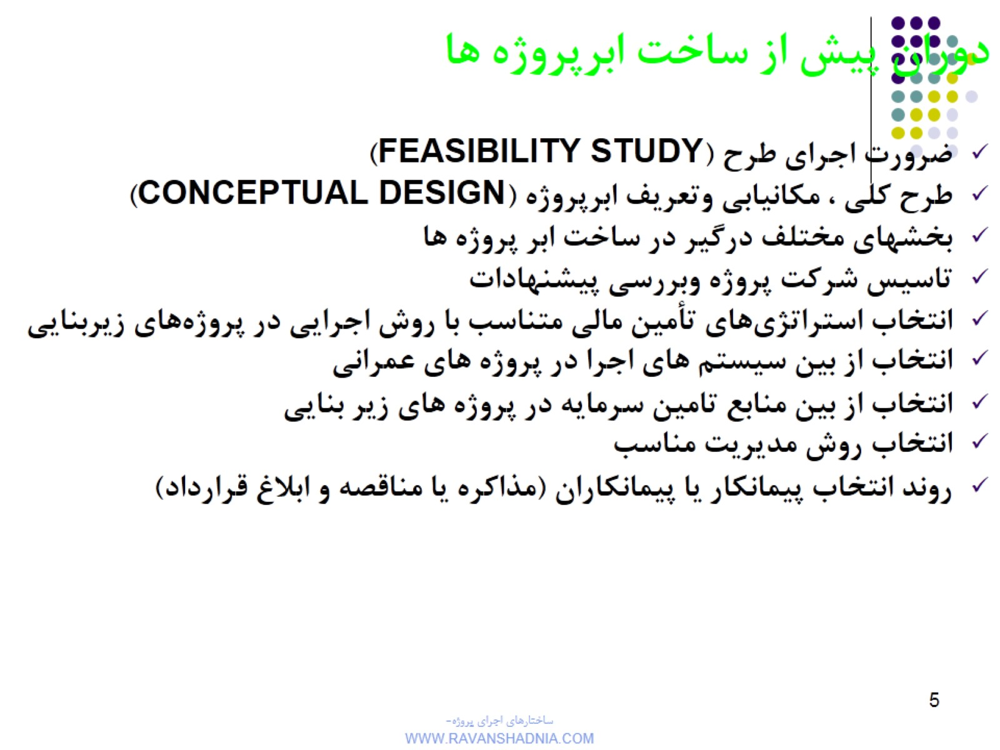 دوران پیش از ساخت ابرپروژه ها
ضرورت اجرای طرح (FEASIBILITY STUDY)
طرح کلی ، مکانیابی وتعریف ابرپروژه (CONCEPTUAL DESIGN)
بخشهای مختلف درگیر در ساخت ابر پروژه ها
تاسیس شرکت پروژه وبررسی پیشنهادات
انتخاب استراتژی‌های تأمین مالی متناسب با روش اجرایی در پروژه‌های زیربنایی
انتخاب از بین سیستم های اجرا در پروژه های عمرانی
انتخاب از بین منابع تامین سرمایه در پروژه های زیر بنایی
انتخاب روش مدیریت مناسب
روند انتخاب پیمانکار یا پیمانکاران (مذاکره یا مناقصه و ابلاغ قرارداد)
5
ساختارهای اجرای پروژه-
WWW.RAVANSHADNIA.COM